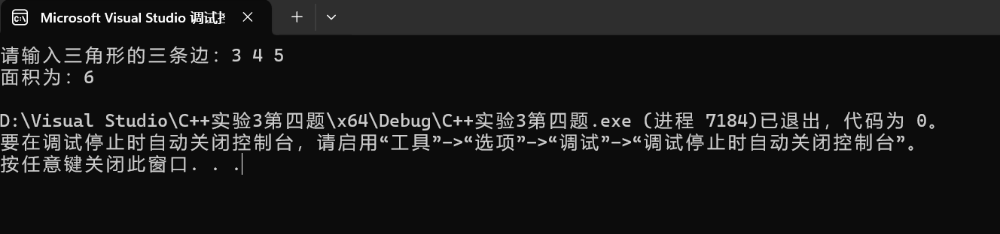 Microsoft Visual Studio 调试控
请输入三角形的三条边：3 4 5
面积为：6
D:\Visual Studio\C++实验3第四题\x64\Debug\C++实验3第四题.exe (进程 7184)已退出，代码为 0。
要在调试停止时自动关闭控制台，请启用“工具”->“选项”->“调试”->“调试停止时自动关闭控制台”。
按任意键关闭此窗口. . .